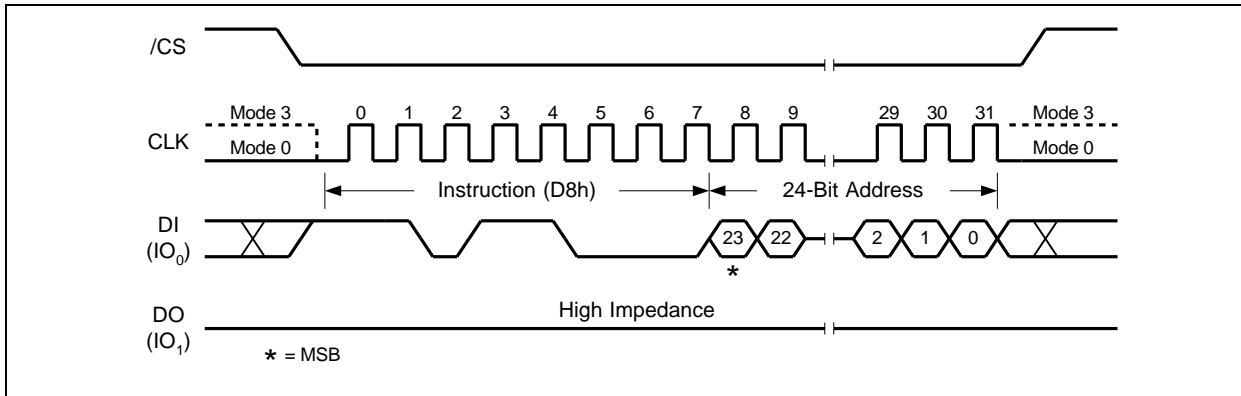 /CS
Mode 3 0 1 2 3 4 5 6 7 8 9 29 30 31 Mode 3
CLK
Mode 0 Mode 0
Instruction (D8h) 24-Bit Address
DI
(IO0) 23 22 2 1 0
*
High Impedance
DO
(IO1)
* = MSB